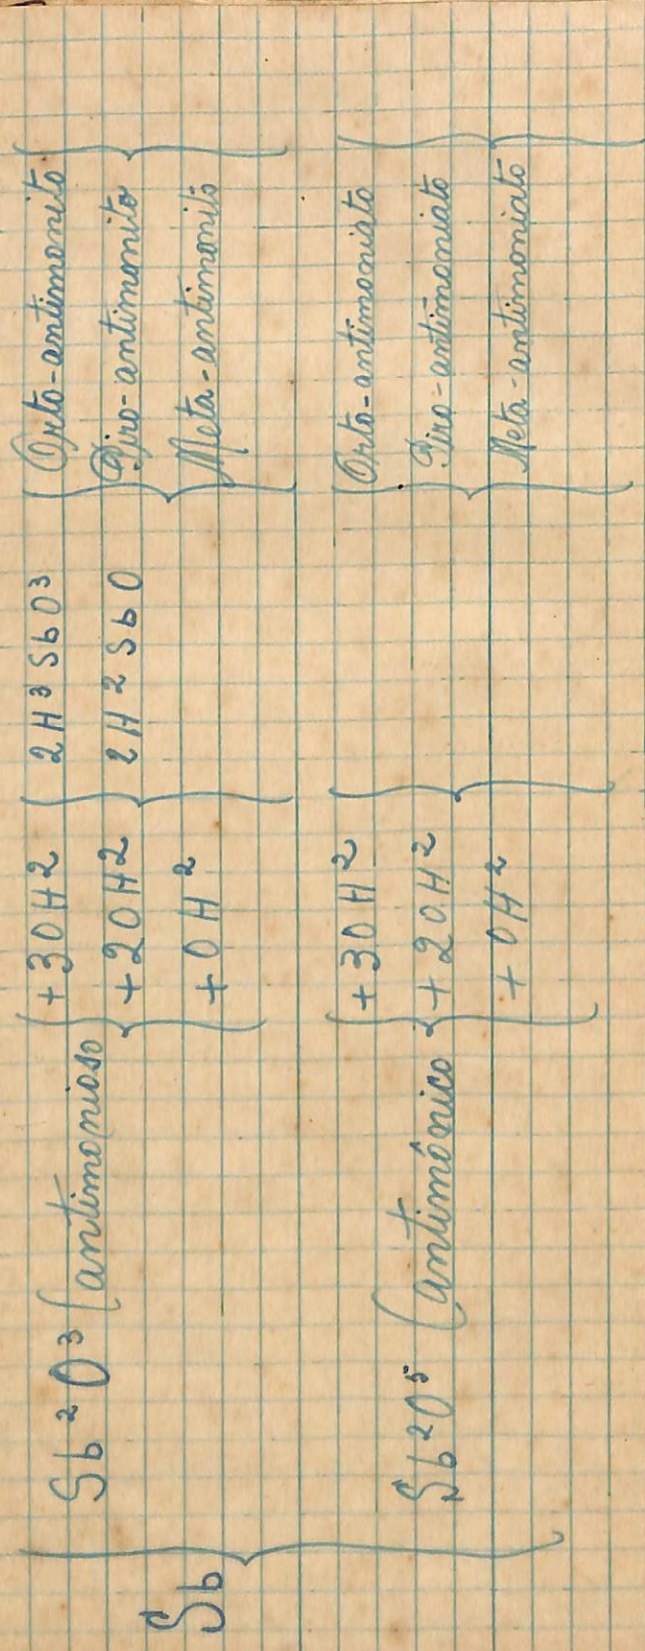 Sb
Sb²O³ (antimonioso
+3OH²
2H³SbO³
Orto-antimonito
+2OH²
2H²SbO
Piro-antimonito
+OH²
Meta-antimonito
Sb²O⁵ (antimônico
+3OH²
Orto-antimoniato
+2OH²
Piro-antimoniato
+OH²
Meta-antimoniato